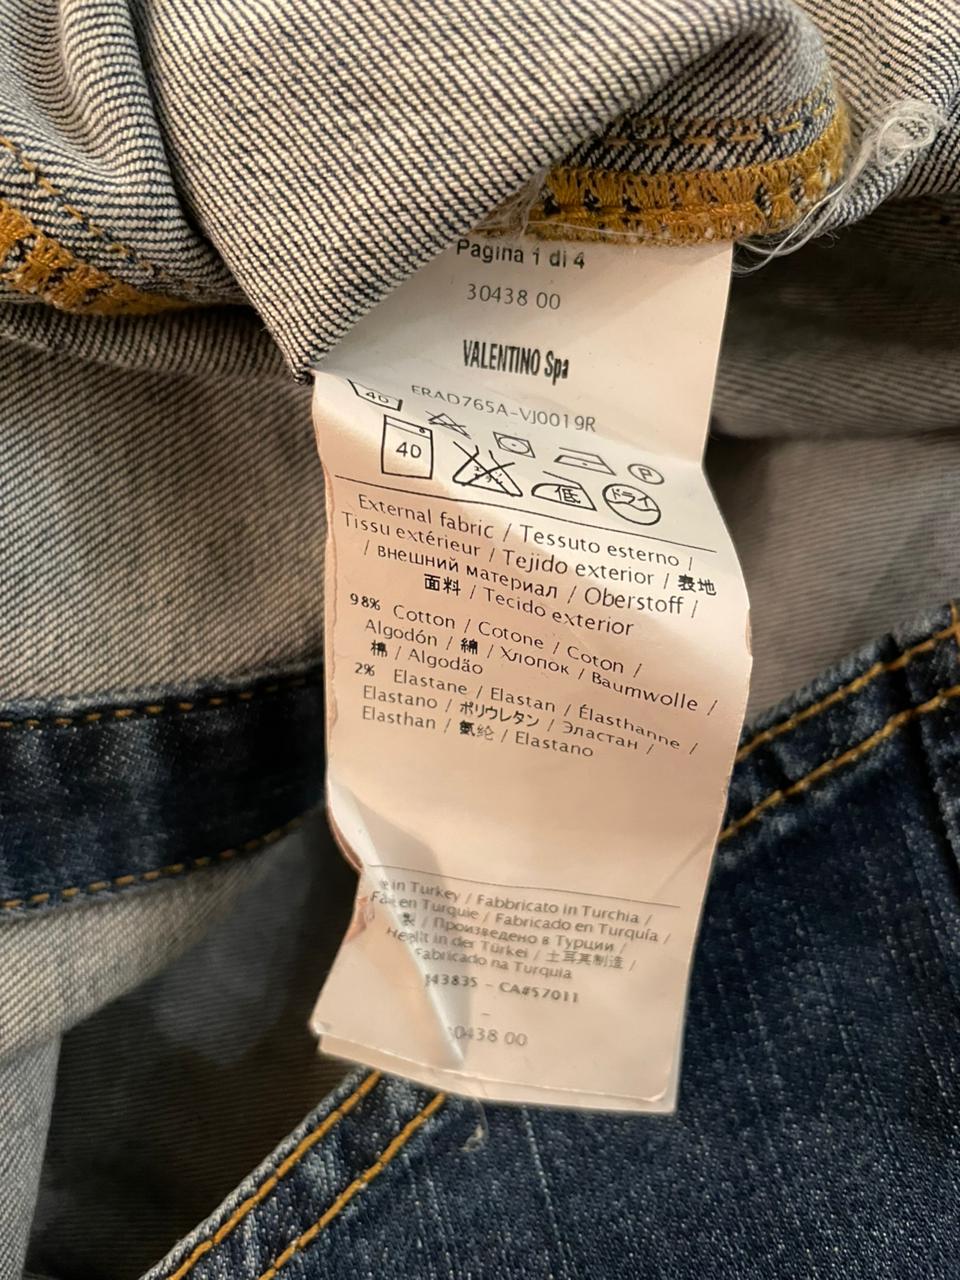 Pagina 1 di 4
30438 00
VALENTINO Spa
ERAD765A-VJ0019R
40
P
40
低
ドライ
External fabric / Tessuto esterno /
Tissu extérieur / Tejido exterior / 表地
/ внешний материал / Oberstoff /
面料 / Tecido exterior
98% Cotton / Cotone / Coton /
Algodón / 綿 / Хлопок / Baumwolle /
棉 / Algodão
2% Elastane / Elastan / Élasthanne /
Elastano / ポリウレタン / Эластан /
Elasthan / 氨纶 / Elastano
in Turkey / Fabbricato in Turchia /
en Turquie / Fabricado en Turquía /
製 / Произведено в Турции /
in der Türkei / 土耳其制造 /
Fabricado na Turquia
43835 - CA#57011
-
0438 00